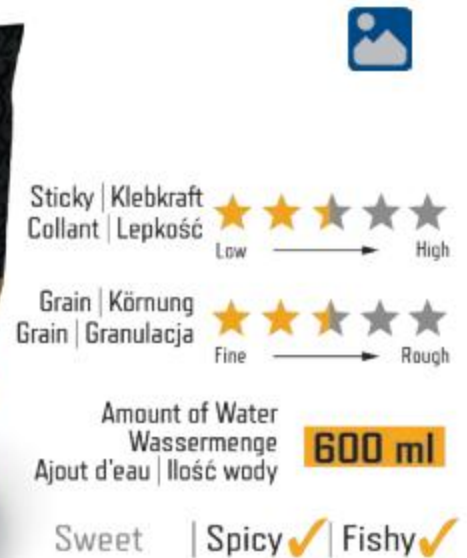 Sticky | Klebkraft
Collant | Lepkość
Low High
Grain | Körnung
Grain | Granulacja
Fine Rough
Amount of Water
Wassermenge
Ajout d'eau | Ilość wody
600 ml
Sweet | Spicy | Fishy